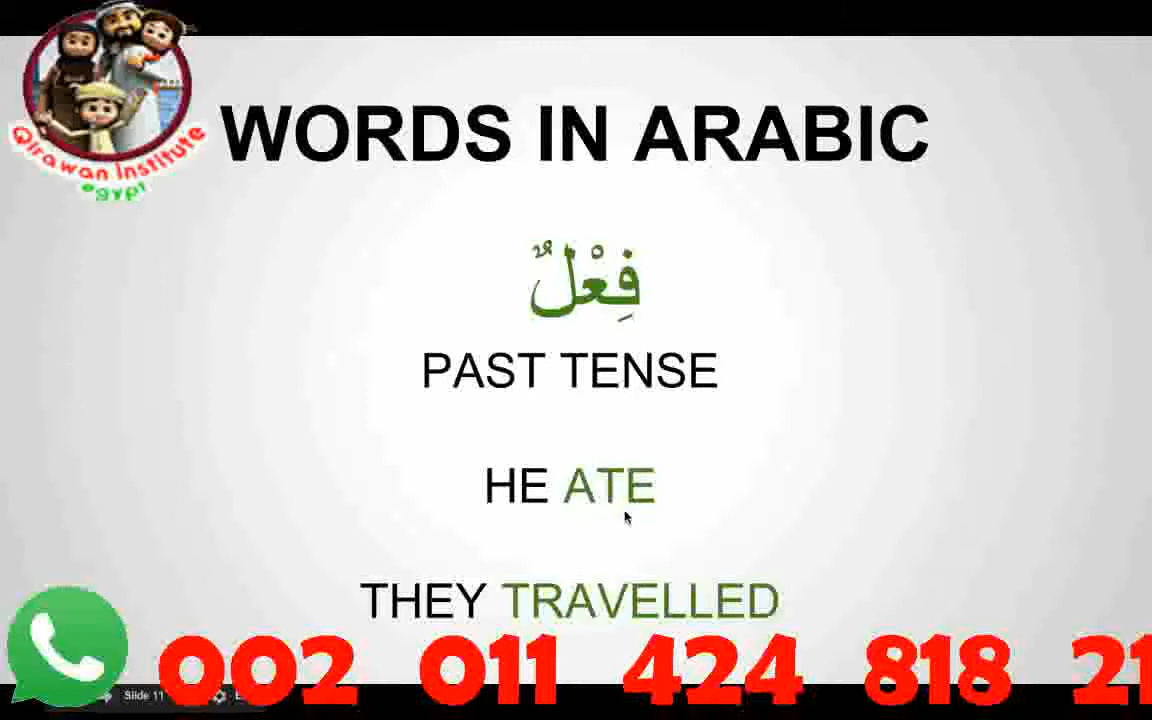 Qirawan Institute
egypt
WORDS IN ARABIC
فِعْلٌ
PAST TENSE
HE ATE
THEY TRAVELLED
002 011 424 818 21
Slide 11